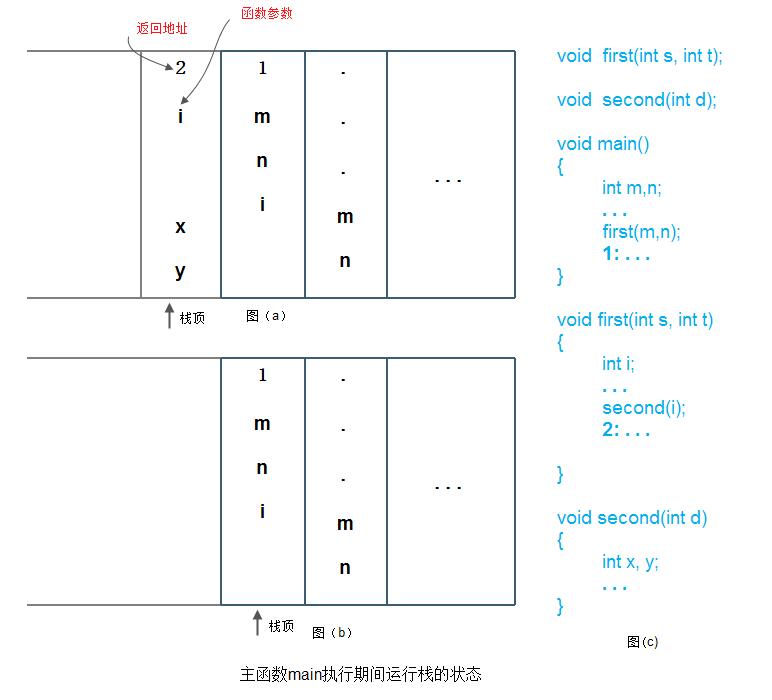 返回地址
函数参数
2 1 .
i m .
n .
i ...
x m
y n
栈顶 图（a）
1 .
m .
n .
i ...
m
n
栈顶 图（b）
主函数main执行期间运行栈的状态
void first(int s, int t);
void second(int d);
void main()
{
int m,n;
. . .
first(m,n);
1: . . .
}
void first(int s, int t)
{
int i;
. . .
second(i);
2: . . .
}
void second(int d)
{
int x, y;
. . .
}
图(c)